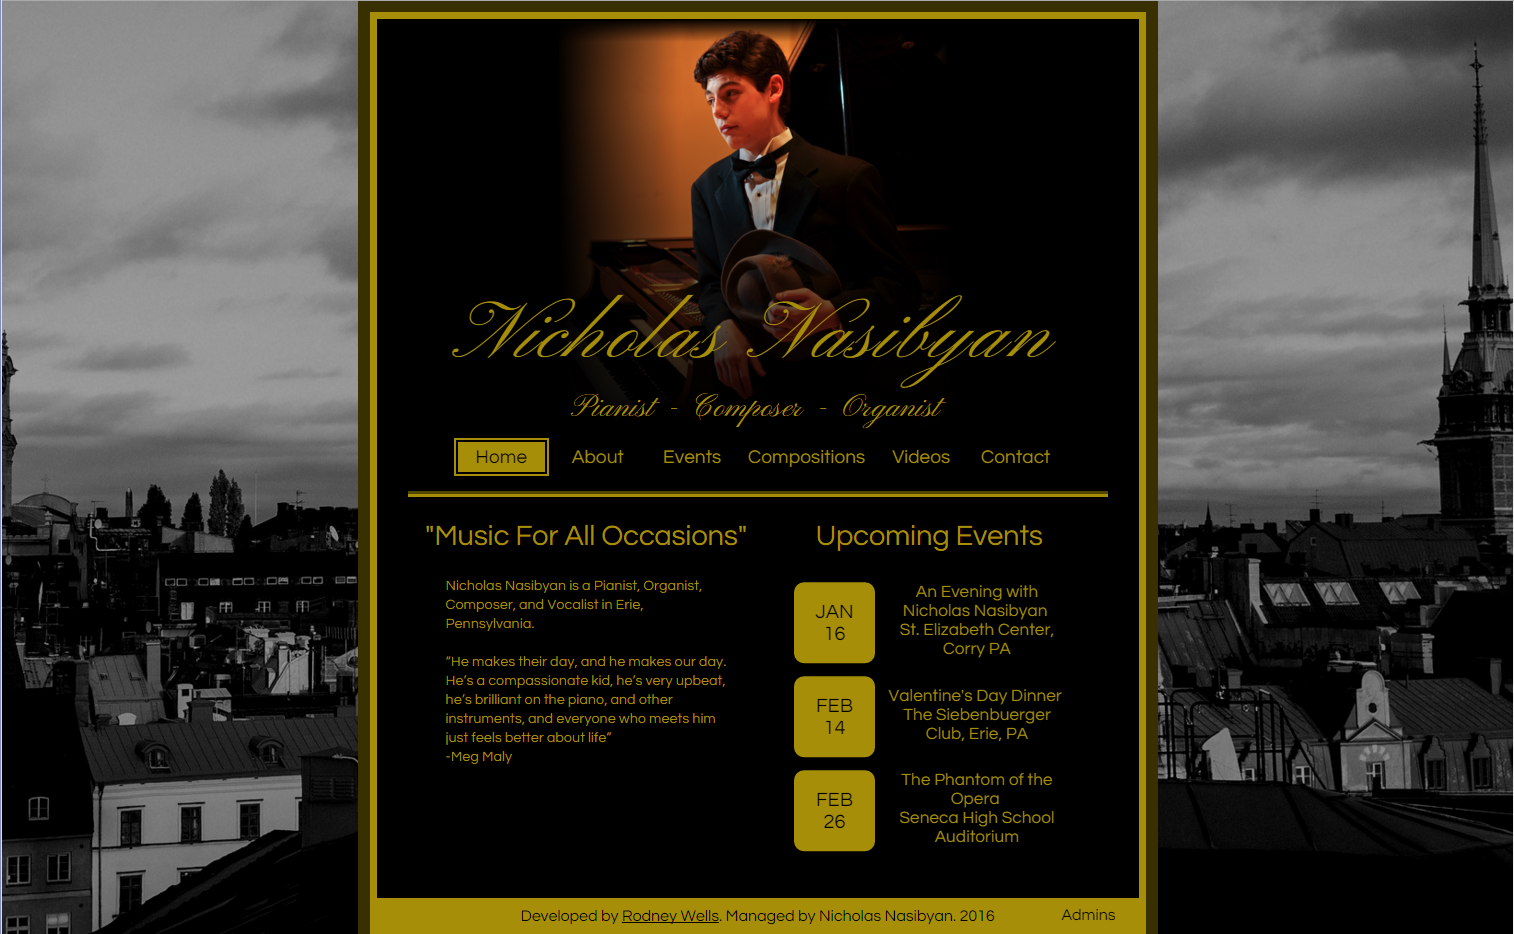 Nicholas Nasibyan
Pianist - Composer - Organist
Home About Events Compositions Videos Contact
"Music For All Occasions"
Nicholas Nasibyan is a Pianist, Organist,
Composer, and Vocalist in Erie,
Pennsylvania.
“He makes their day, and he makes our day.
He’s a compassionate kid, he’s very upbeat,
he’s brilliant on the piano, and other
instruments, and everyone who meets him
just feels better about life”
-Meg Maly
Upcoming Events
JAN
16
An Evening with
Nicholas Nasibyan
St. Elizabeth Center,
Corry PA
FEB
14
Valentine's Day Dinner
The Siebenbuerger
Club, Erie, PA
FEB
26
The Phantom of the
Opera
Seneca High School
Auditorium
Developed by Rodney Wells. Managed by Nicholas Nasibyan. 2016
Admins